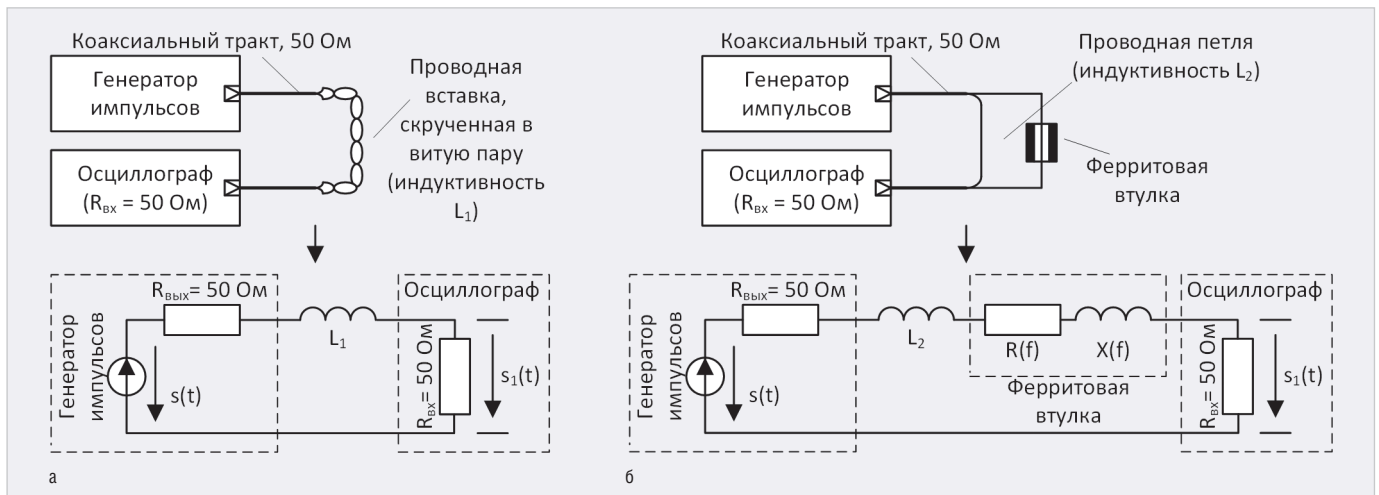 Коаксиальный тракт, 50 Ом
Генератор
импульсов
Проводная
вставка,
скрученная в
витую пару
(индуктивность
L1)
Осциллограф
(Rвх = 50 Ом)
Rвых= 50 Ом
Осциллограф
Генератор
импульсов
s(t)
L1
Rвх= 50 Ом
s1(t)
а
Коаксиальный тракт, 50 Ом
Генератор
импульсов
Проводная петля
(индуктивность L2)
Осциллограф
(Rвх = 50 Ом)
Ферритовая
втулка
Rвых= 50 Ом
Осциллограф
Генератор
импульсов
s(t)
L2
R(f)
X(f)
Ферритовая
втулка
Rвх= 50 Ом
s1(t)
б